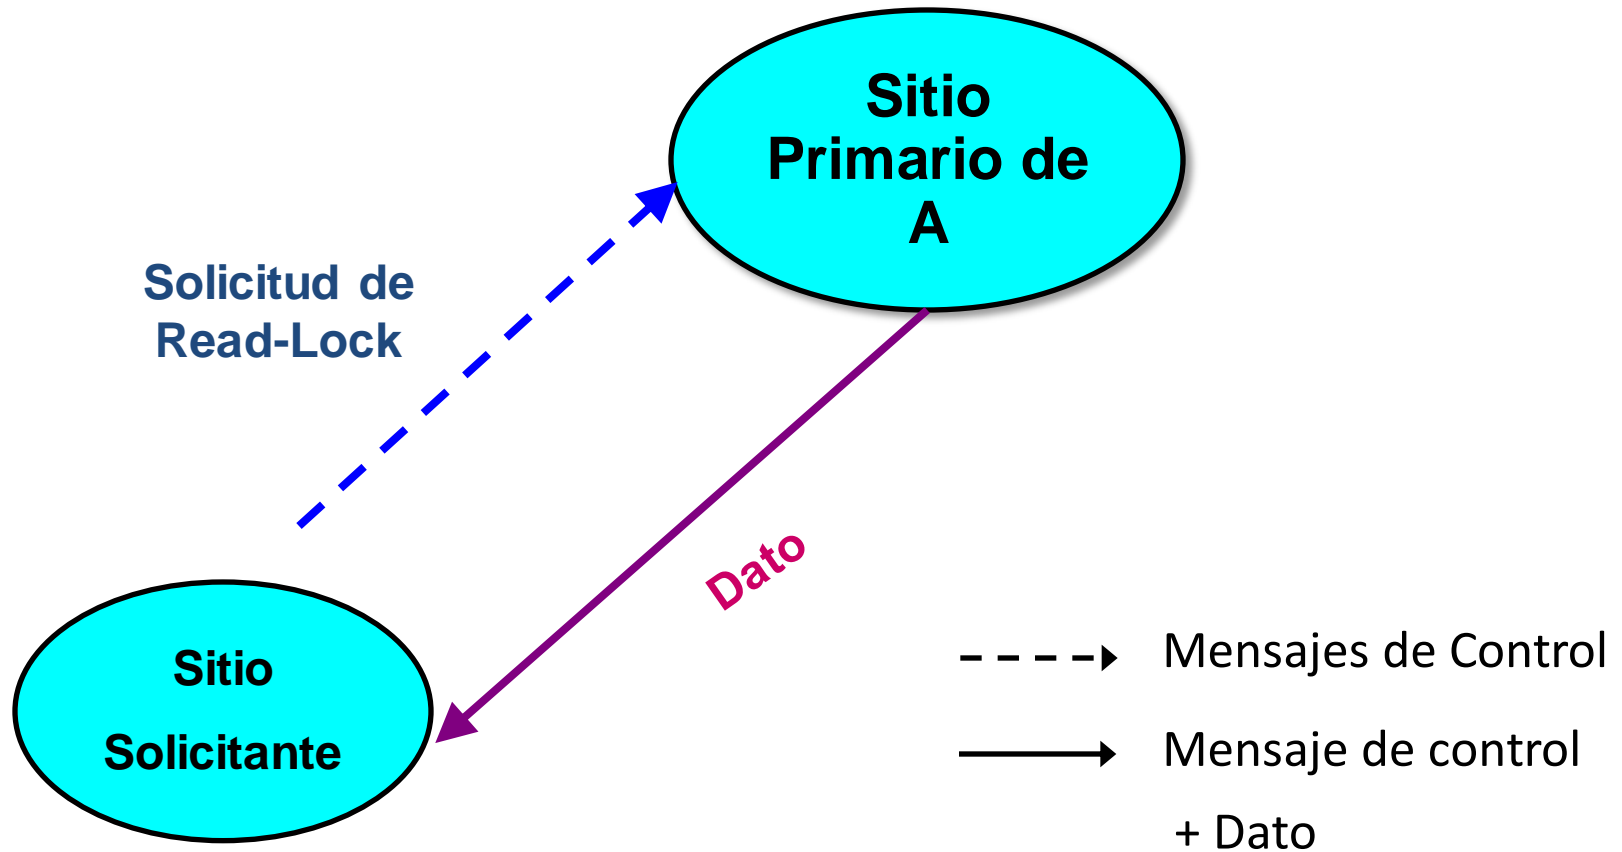 Sitio
Primario de
A
Solicitud de
Read-Lock
Dato
Sitio
Solicitante
Mensajes de Control
Mensaje de control
+ Dato